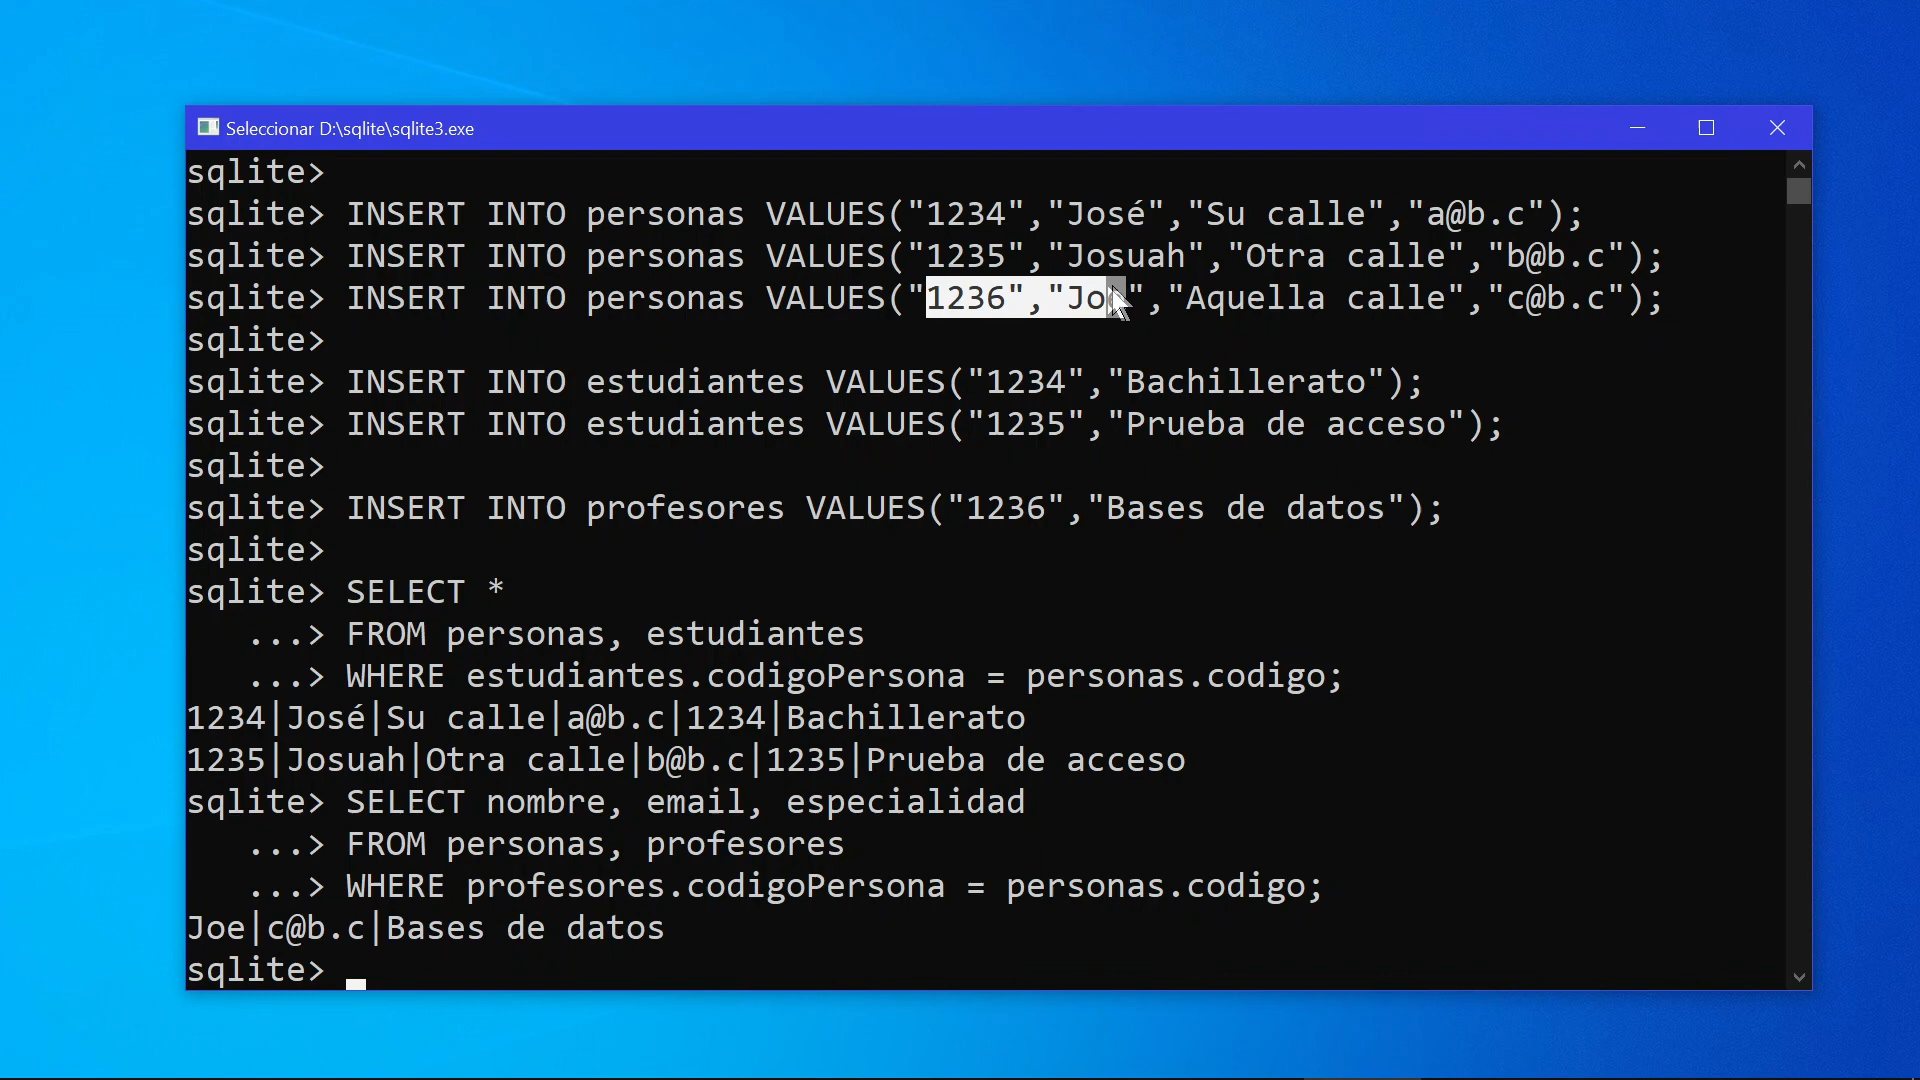 Seleccionar D:\sqlite\sqlite3.exe
sqlite>
sqlite> INSERT INTO personas VALUES("1234","José","Su calle","a@b.c");
sqlite> INSERT INTO personas VALUES("1235","Josuah","Otra calle","b@b.c");
sqlite> INSERT INTO personas VALUES("1236","Joe","Aquella calle","c@b.c");
sqlite>
sqlite> INSERT INTO estudiantes VALUES("1234","Bachillerato");
sqlite> INSERT INTO estudiantes VALUES("1235","Prueba de acceso");
sqlite>
sqlite> INSERT INTO profesores VALUES("1236","Bases de datos");
sqlite>
sqlite> SELECT *
   ...> FROM personas, estudiantes
   ...> WHERE estudiantes.codigoPersona = personas.codigo;
1234|José|Su calle|a@b.c|1234|Bachillerato
1235|Josuah|Otra calle|b@b.c|1235|Prueba de acceso
sqlite> SELECT nombre, email, especialidad
   ...> FROM personas, profesores
   ...> WHERE profesores.codigoPersona = personas.codigo;
Joe|c@b.c|Bases de datos
sqlite>